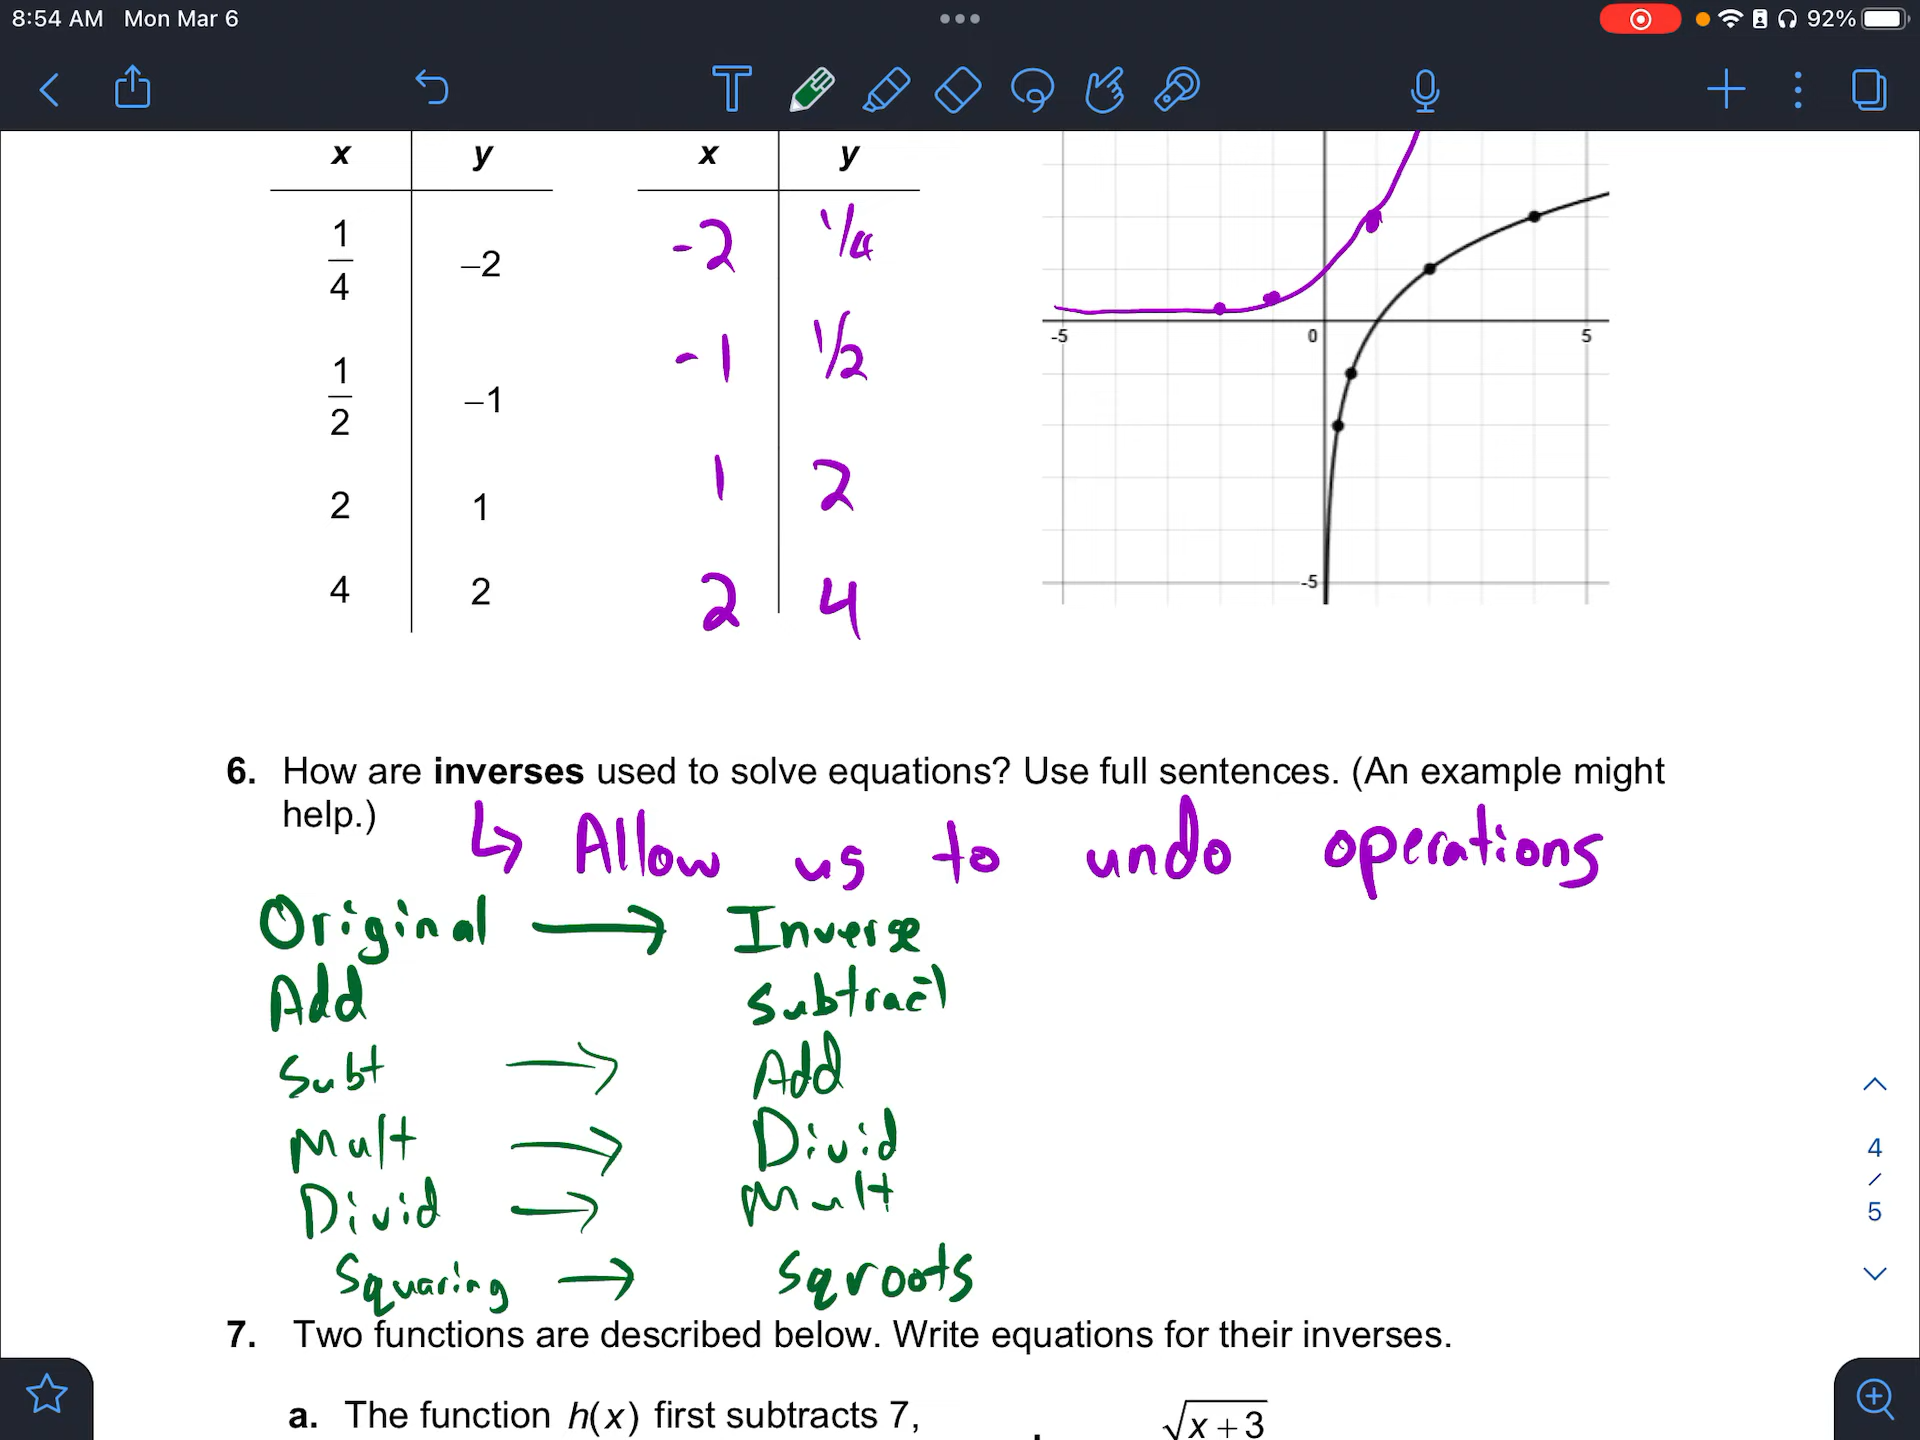 8:54 AM Mon Mar 6
92%
x y x y
1/4 –2 -2 1/4
1/2 –1 -1 1/2
2 1 1 2
4 2 2 4
-5 0 5
-5
6. How are inverses used to solve equations? Use full sentences. (An example might
help.)
↳ Allow us to undo operations
Original → Inverse
Add Subtract
Subt → Add
Mult → Divid
Divid → Mult
Squaring → Sqroots
4
/
5
7. Two functions are described below. Write equations for their inverses.
a. The function h(x) first subtracts 7,
√x + 3